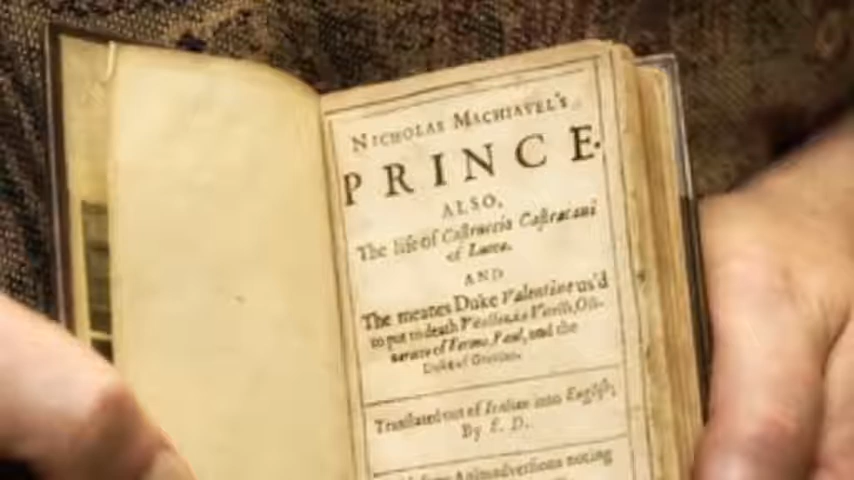 NICHOLAS MACHIAVEL's
PRINCE.
ALSO,
The life of Castruccio Castracani
of Lucca.
AND
The meanes Duke Valentine us'd
to put to death Vitellozzo Vitelli, Oli-
verotto of Fermo, Paul, and the
Duke of Gravina.
Translated out of Italian into English;
By E. D.
Animadversions noting